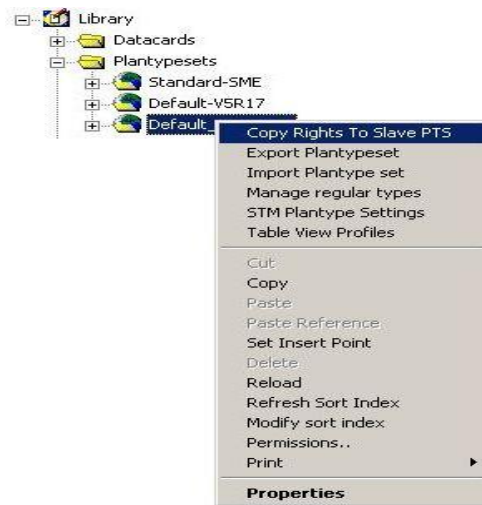 Library
Datacards
Plantypesets
Standard-SME
Default-V5R17
Default_
Copy Rights To Slave PTS
Export Plantypeset
Import Plantype set
Manage regular types
STM Plantype Settings
Table View Profiles
Cut
Copy
Paste
Paste Reference
Set Insert Point
Delete
Reload
Refresh Sort Index
Modify sort index
Permissions..
Print
Properties